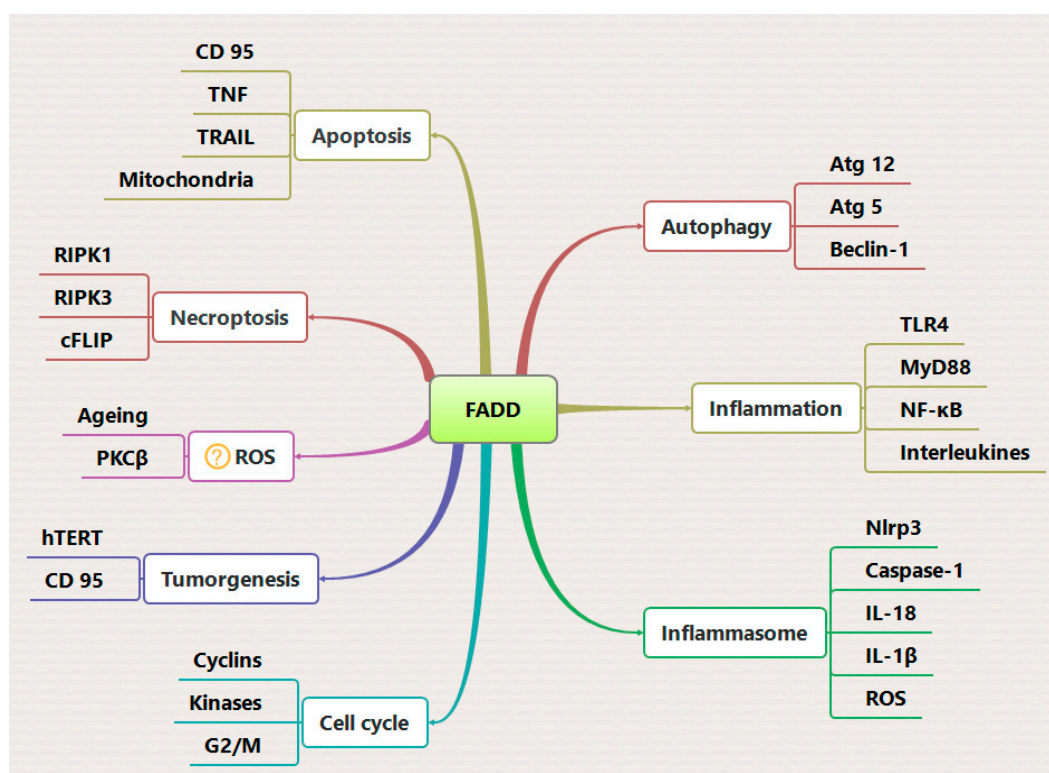 CD 95
TNF
TRAIL
Mitochondria
Apoptosis
RIPK1
RIPK3
cFLIP
Necroptosis
Ageing
PKCβ
? ROS
hTERT
CD 95
Tumorgenesis
Cyclins
Kinases
G2/M
Cell cycle
FADD
Autophagy
Atg 12
Atg 5
Beclin-1
Inflammation
TLR4
MyD88
NF-κB
Interleukines
Inflammasome
Nlrp3
Caspase-1
IL-18
IL-1β
ROS